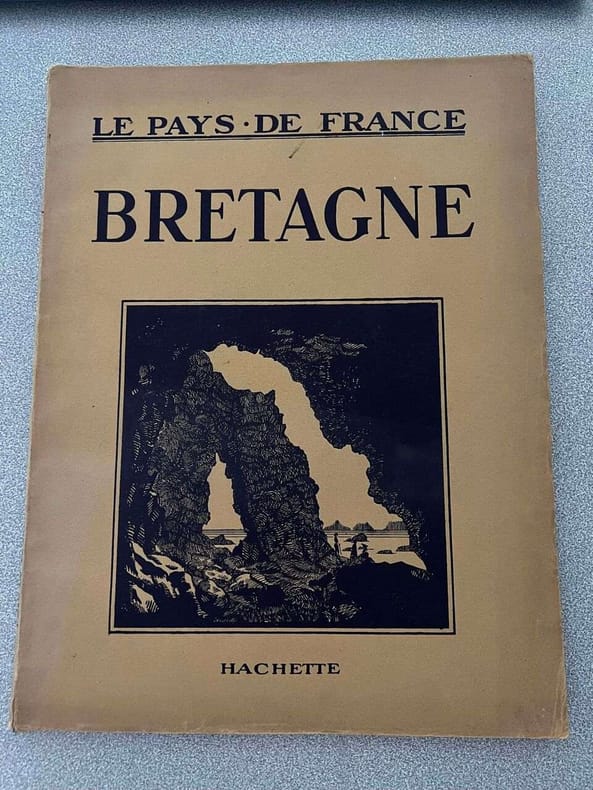 LE PAYS · DE FRANCE
BRETAGNE
HACHETTE